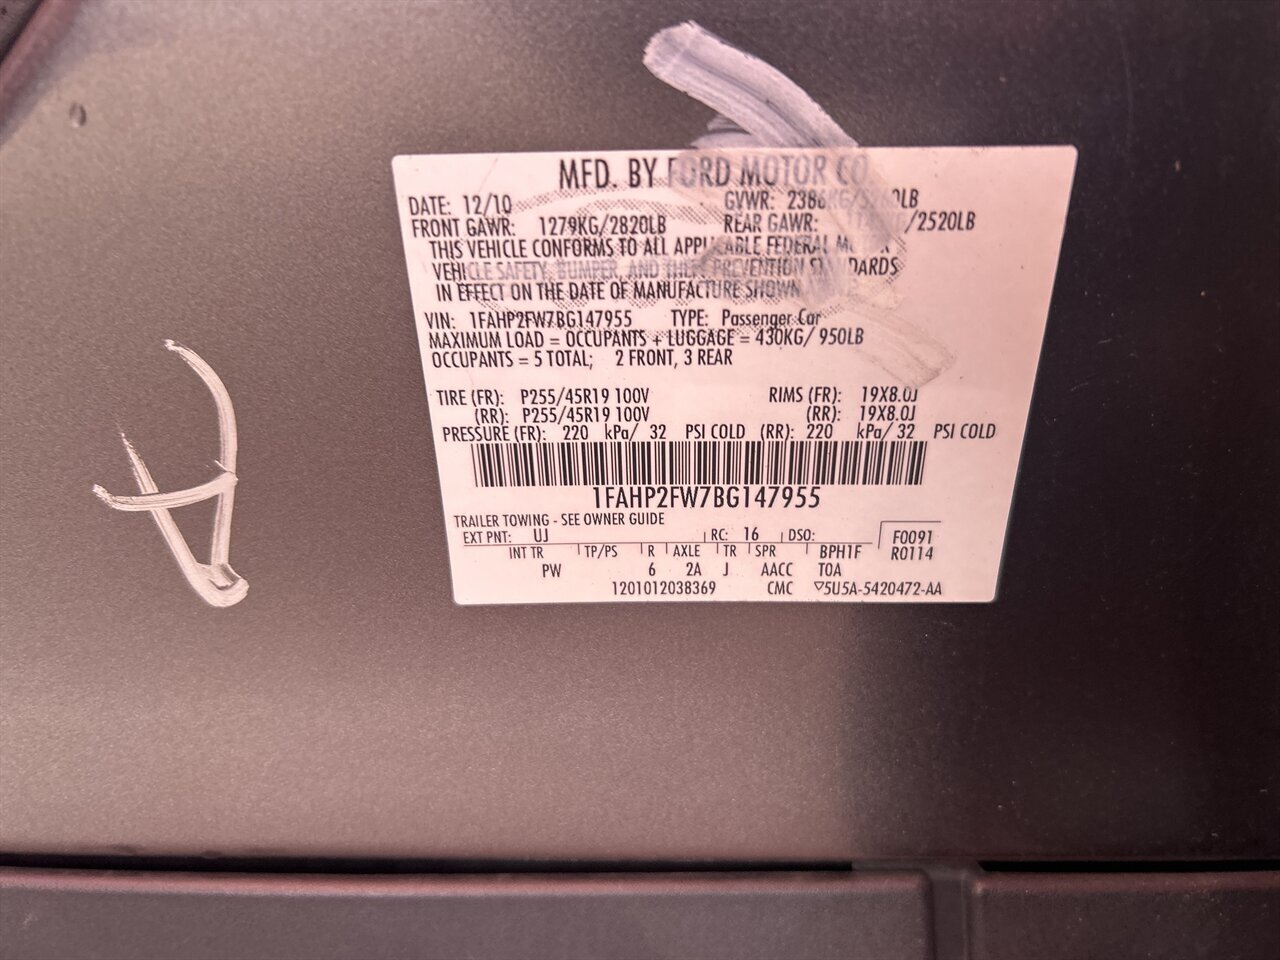 MFD. BY FORD MOTOR CO.
DATE: 12/10 GVWR: 2386KG/5260LB
FRONT GAWR: 1279KG/2820LB REAR GAWR: /2520LB
THIS VEHICLE CONFORMS TO ALL APPLICABLE FEDERAL MOTOR
VEHICLE SAFETY, BUMPER, AND THEFT PREVENTION STANDARDS
IN EFFECT ON THE DATE OF MANUFACTURE SHOWN ABOVE.
VIN: 1FAHP2FW7BG147955 TYPE: Passenger Car
MAXIMUM LOAD = OCCUPANTS + LUGGAGE = 430KG/ 950LB
OCCUPANTS = 5 TOTAL; 2 FRONT, 3 REAR
TIRE (FR): P255/45R19 100V RIMS (FR): 19X8.0J
(RR): P255/45R19 100V (RR): 19X8.0J
PRESSURE (FR): 220 kPa/ 32 PSI COLD (RR): 220 kPa/ 32 PSI COLD
1FAHP2FW7BG147955
TRAILER TOWING - SEE OWNER GUIDE
EXT PNT: UJ RC: 16 DSO: F0091
INT TR TP/PS R AXLE TR SPR BPH1F R0114
PW 6 2A J AACC T0A
1201012038369 CMC ▽5U5A-5420472-AA